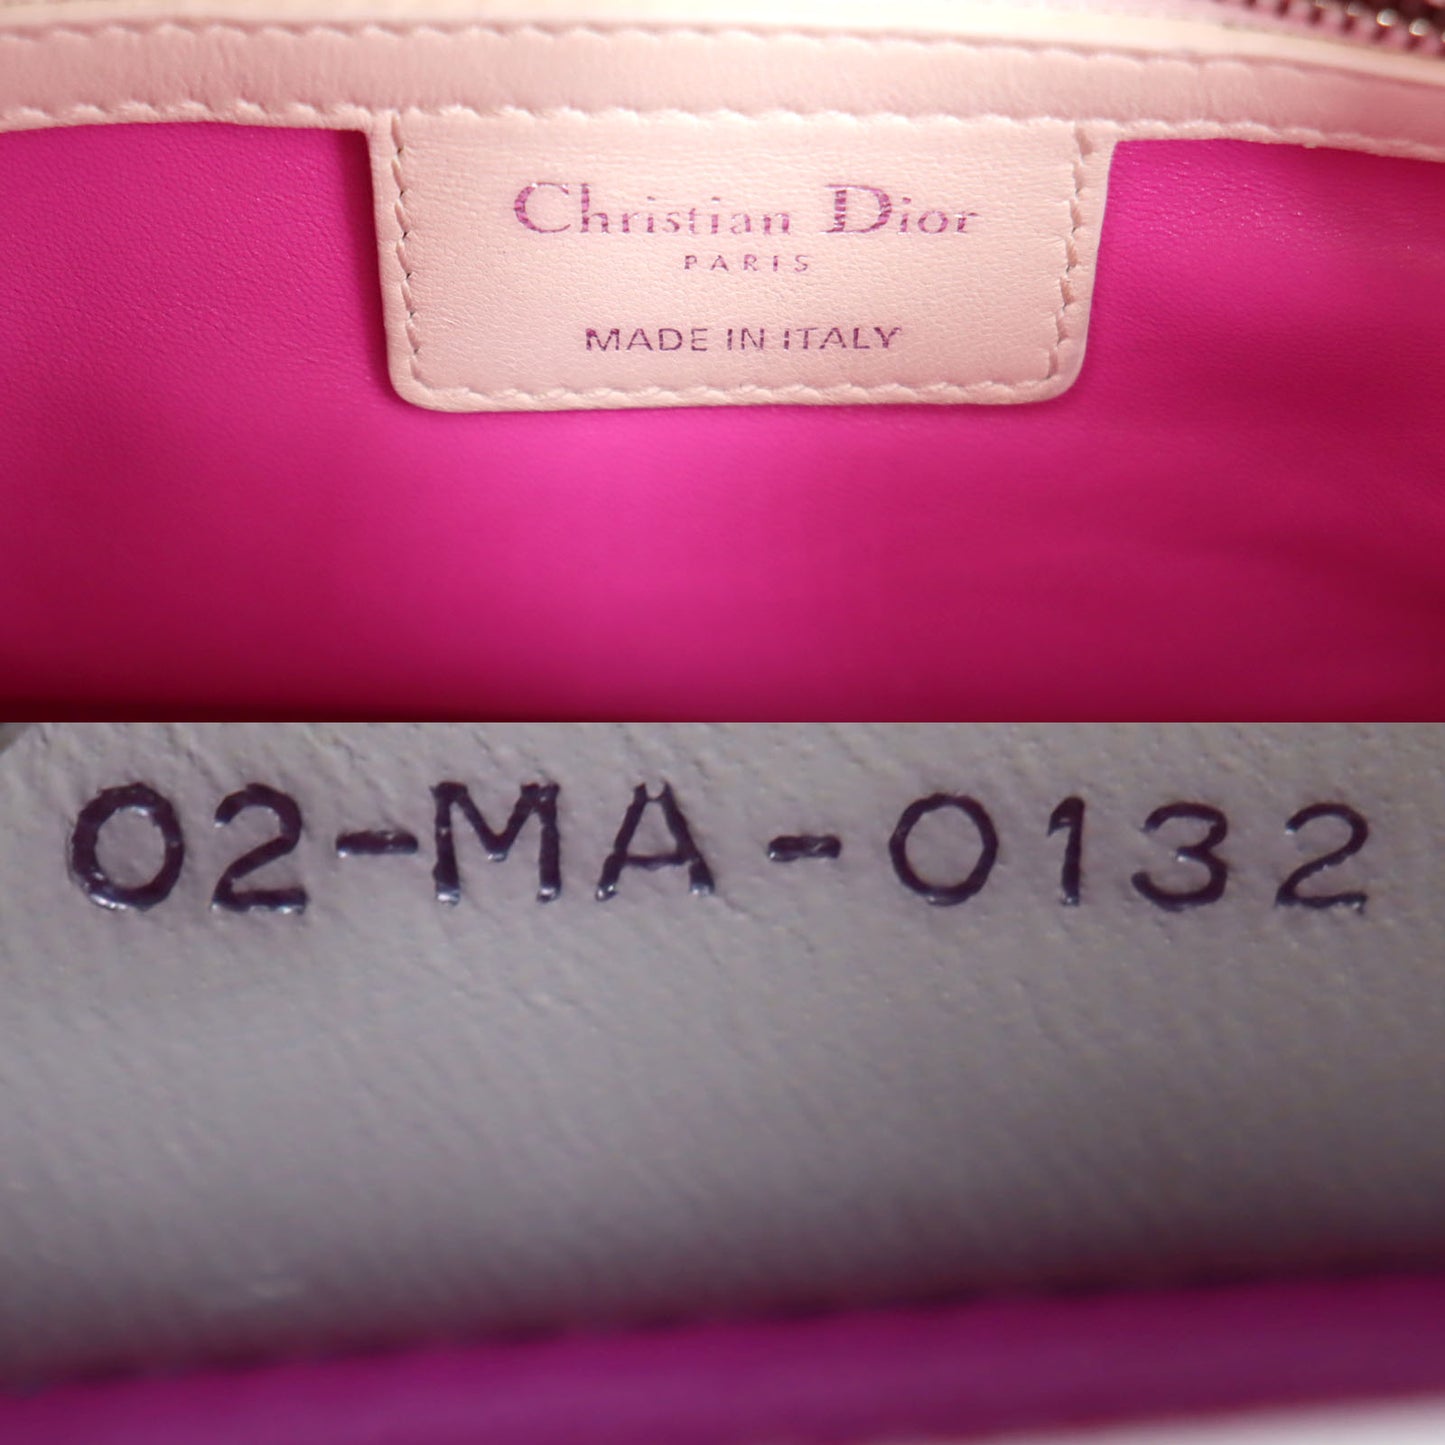 Christian Dior
PARIS
MADE IN ITALY
02-MA-0132